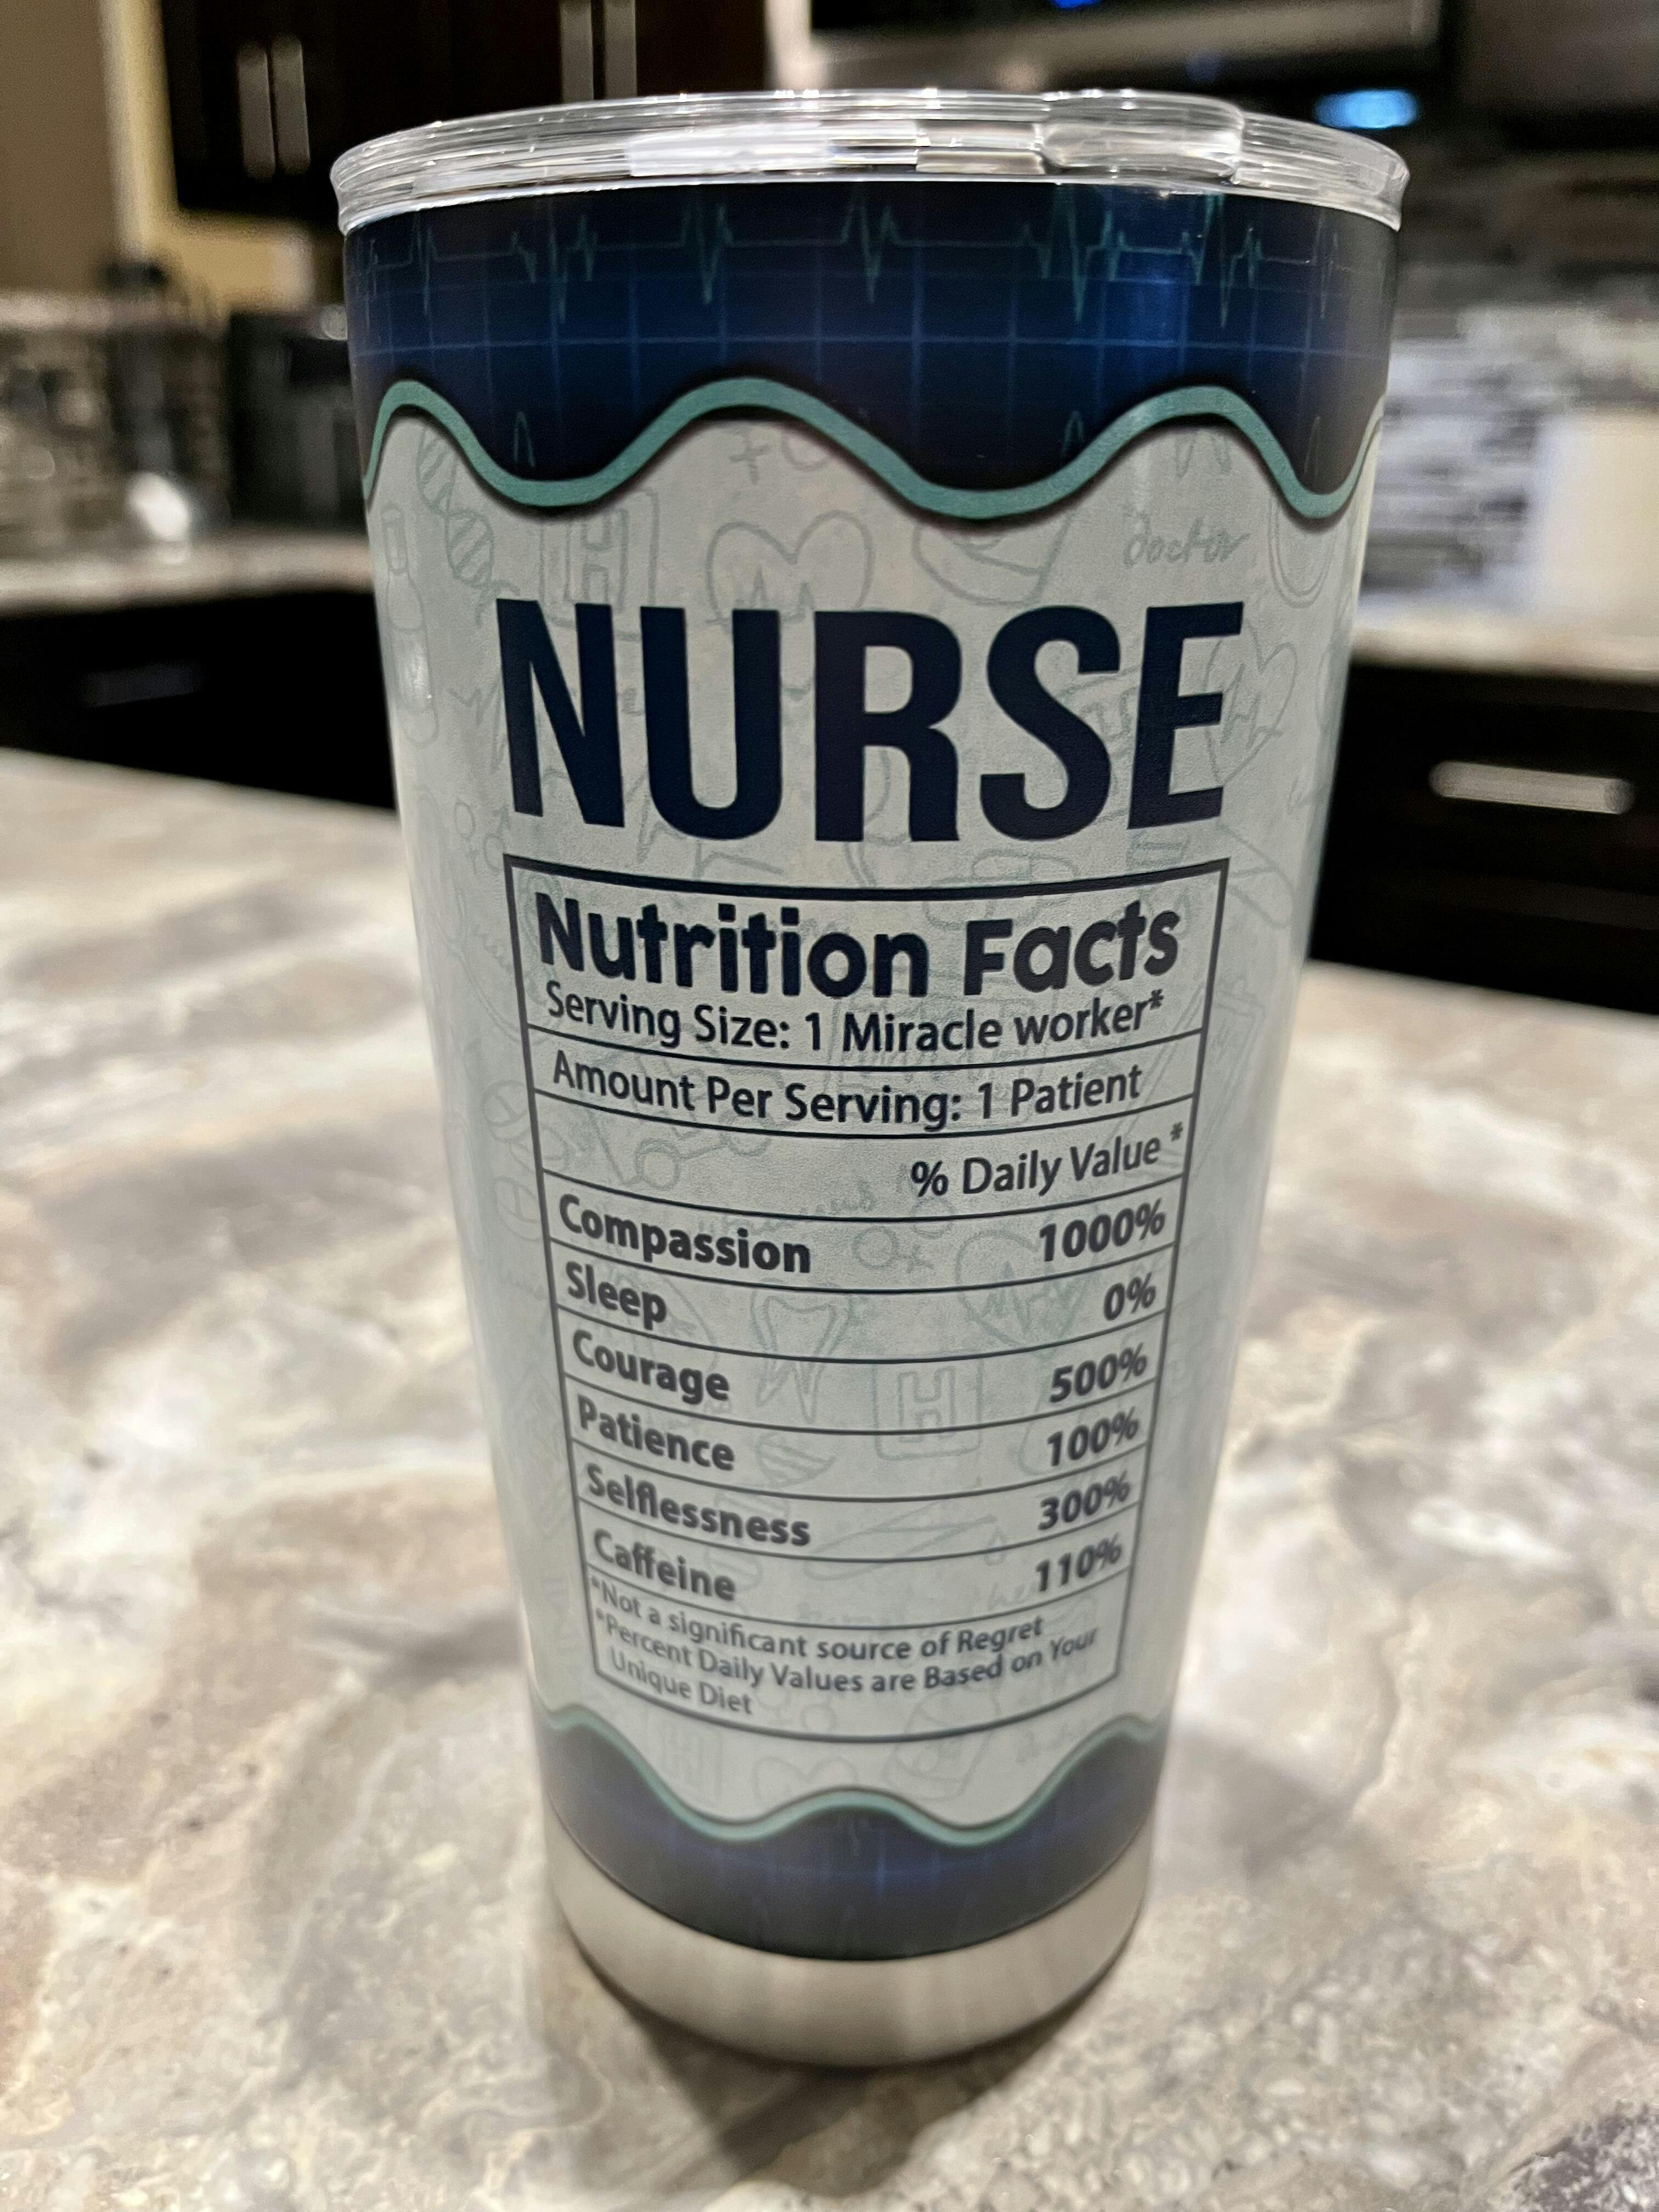 doctor
NURSE
Nutrition Facts
Serving Size: 1 Miracle worker*
Amount Per Serving: 1 Patient
% Daily Value *
Compassion 1000%
Sleep 0%
Courage 500%
Patience 100%
Selflessness 300%
Caffeine 110%
*Not a significant source of Regret
*Percent Daily Values are Based on Your
Unique Diet